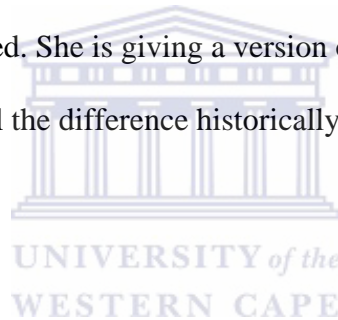 ed. She is giving a version
the difference historically
UNIVERSITY of the
WESTERN CAPE